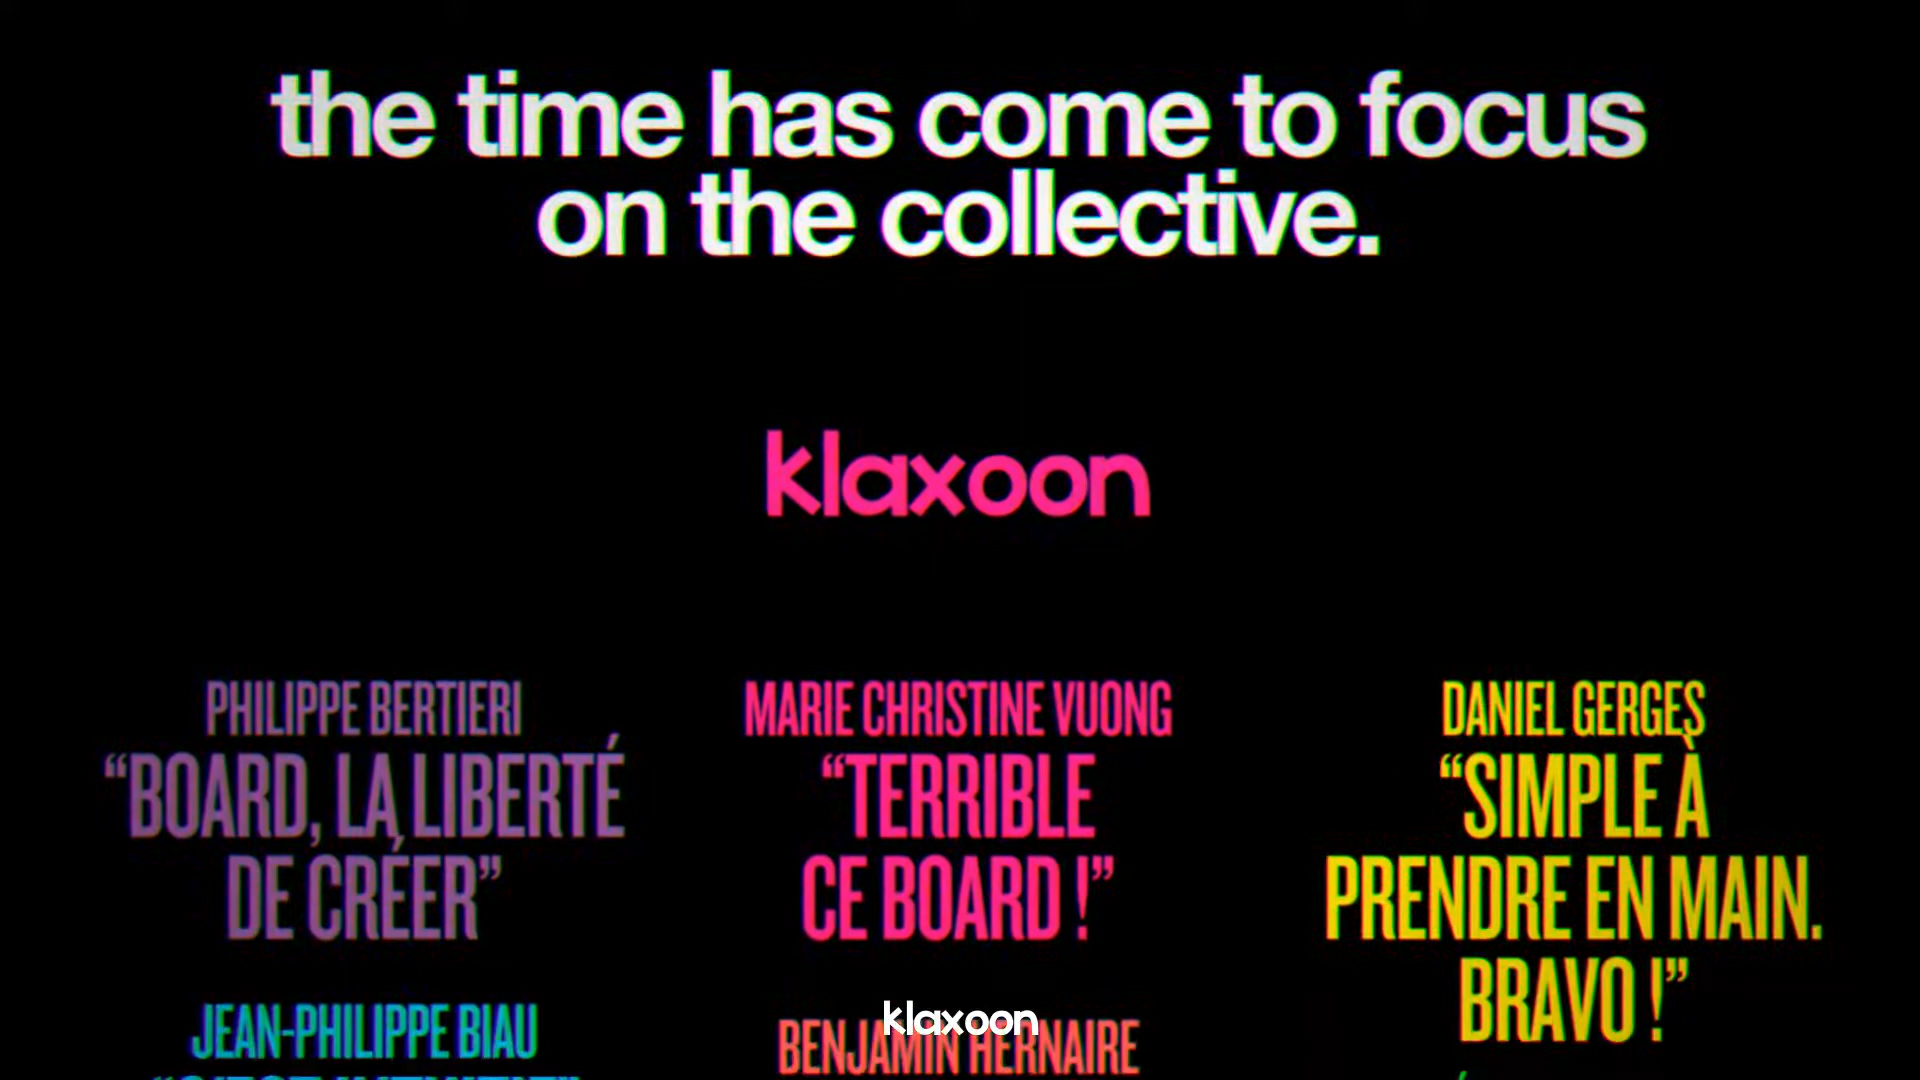 the time has come to focus
on the collective.
klaxoon
PHILIPPE BERTIERI
“BOARD, LA LIBERTÉ
DE CRÉER”
MARIE CHRISTINE VUONG
“TERRIBLE
CE BOARD !”
DANIEL GERGES
“SIMPLE À
PRENDRE EN MAIN.
BRAVO !”
JEAN-PHILIPPE BIAU
BENJAMIN HERNAIRE
klaxoon